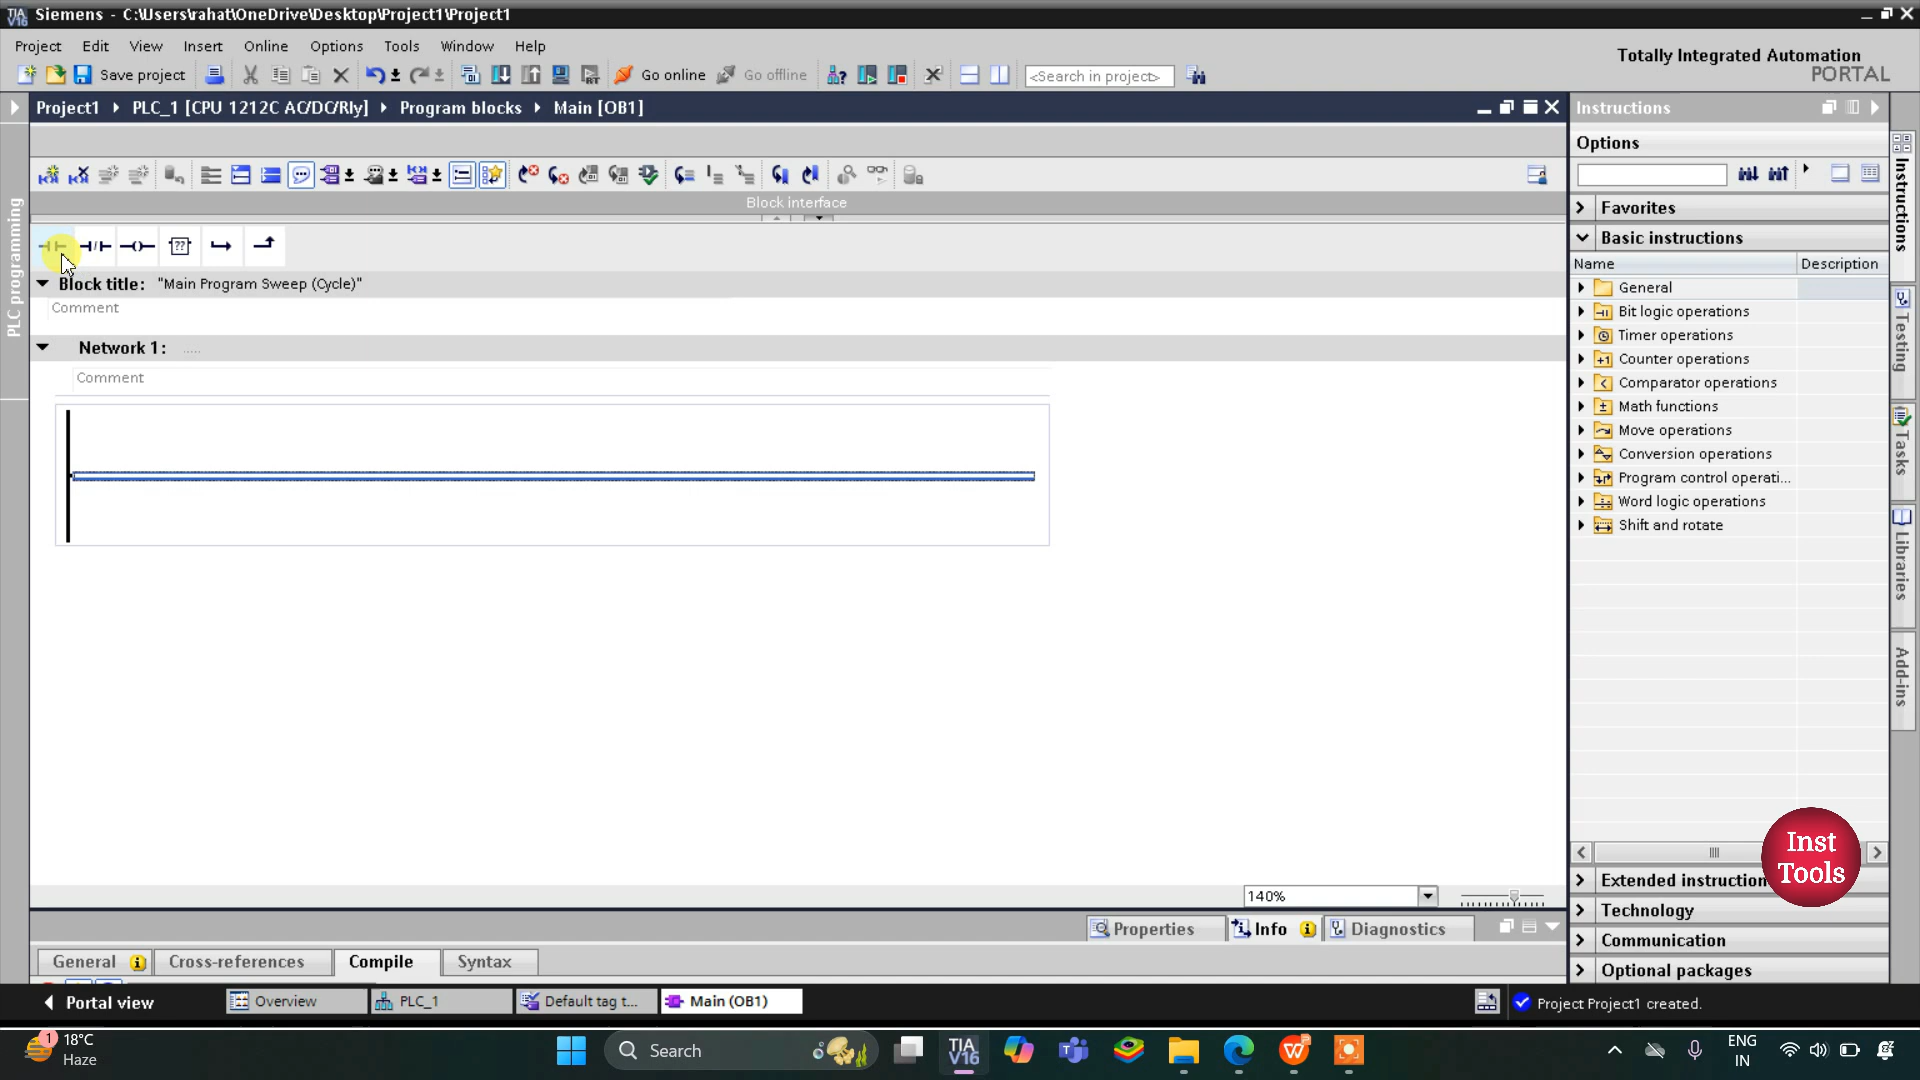 TIA V16 Siemens - C:\Users\rahat\OneDrive\Desktop\Project1\Project1
Project Edit View Insert Online Options Tools Window Help
Totally Integrated Automation
PORTAL
Save project
Go online
Go offline
<Search in project>
Project1 PLC_1 [CPU 1212C AC/DC/Rly] Program blocks Main [OB1]
Instructions
Options
Block interface
Block title: "Main Program Sweep (Cycle)"
Comment
Network 1: .....
Comment
PLC programming
Favorites
Basic instructions
Name Description
General
Bit logic operations
Timer operations
Counter operations
Comparator operations
Math functions
Move operations
Conversion operations
Program control operati...
Word logic operations
Shift and rotate
Inst
Tools
Extended instruction
Technology
Communication
Optional packages
Instructions
Testing
Tasks
Libraries
Add-ins
140%
Properties Info Diagnostics
General Cross-references Compile Syntax
Portal view Overview PLC_1 Default tag t... Main (OB1)
Project Project1 created.
1 18°C
Haze
Search
TIA V16
ENG
IN